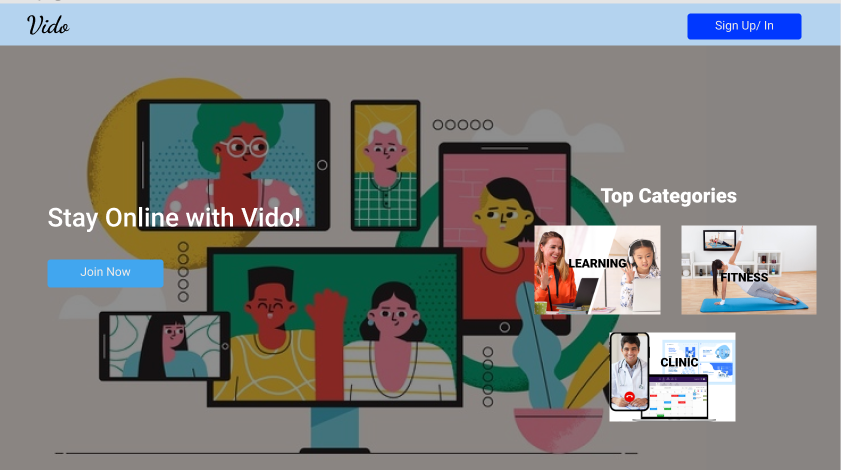 Vido
Sign Up/ In
Top Categories
Stay Online with Vido!
LEARNING
FITNESS
Join Now
CLINIC